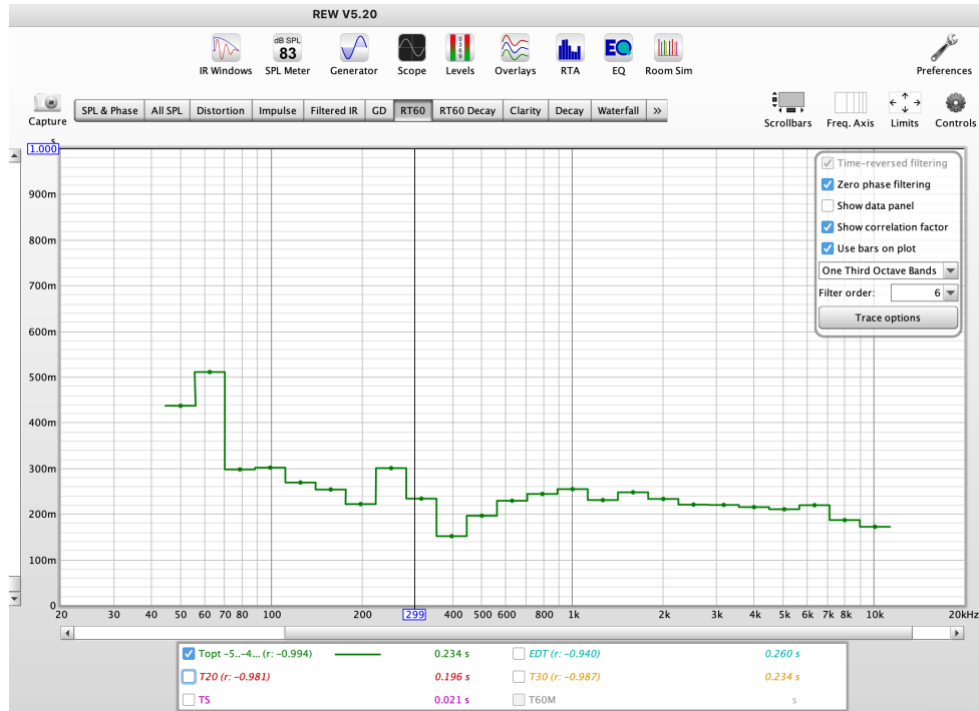 REW V5.20
dB SPL
83
IR Windows SPL Meter Generator Scope Levels Overlays RTA EQ Room Sim Preferences
Capture SPL & Phase All SPL Distortion Impulse Filtered IR GD RT60 RT60 Decay Clarity Decay Waterfall » Scrollbars Freq. Axis Limits Controls
s
1.000
Time-reversed filtering
Zero phase filtering
Show data panel
Show correlation factor
Use bars on plot
One Third Octave Bands
Filter order: 6
Trace options
900m
800m
700m
600m
500m
400m
300m
200m
100m
0
20 30 40 50 60 70 80 100 200 299 400 500 600 800 1k 2k 3k 4k 5k 6k 7k 8k 10k 20kHz
Topt -5..-4... (r: -0.994) 0.234 s EDT (r: -0.940) 0.260 s
T20 (r: -0.981) 0.196 s T30 (r: -0.987) 0.234 s
TS 0.021 s T60M s